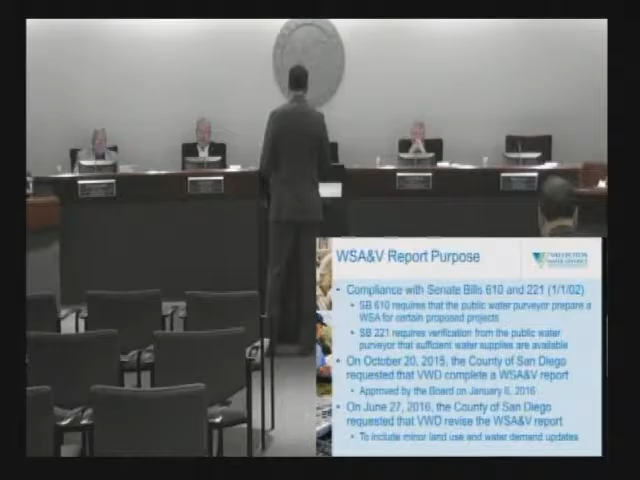 WSA&V Report Purpose
VALLECITOS
WATER DISTRICT
• Compliance with Senate Bills 610 and 221 (1/1/02)
• SB 610 requires that the public water purveyor prepare a
WSA for certain proposed projects
• SB 221 requires verification from the public water
purveyor that sufficient water supplies are available
• On October 20, 2015, the County of San Diego
requested that VWD complete a WSA&V report
• Approved by the Board on January 6, 2016
• On June 27, 2016, the County of San Diego
requested that VWD revise the WSA&V report
• To include minor land use and water demand updates